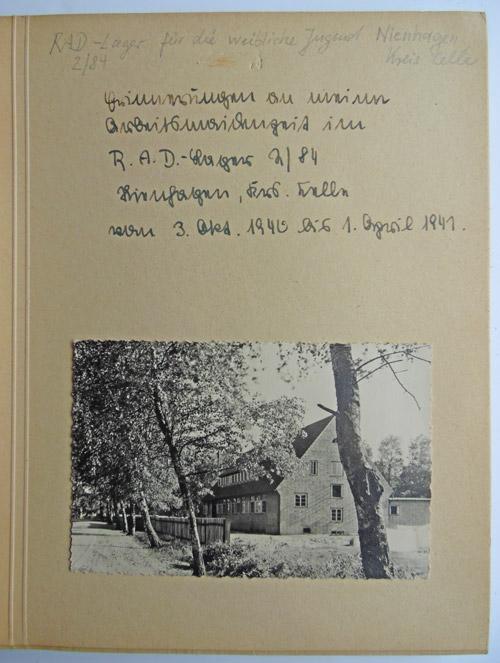 RAD-Lager für die weibliche Jugend Nienhagen
2/84 Kreis Celle
Erinnerungen an meine
Arbeitsmaidenzeit im
R.A.D.-Lager 2/84
Nienhagen, Krs. Celle
vom 3. Okt. 1940 bis 1. April 1941.